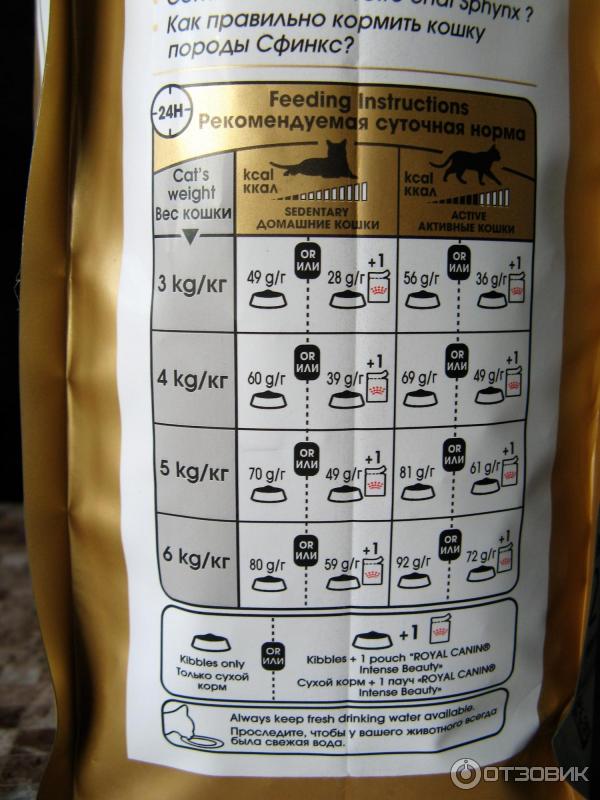 Sphynx ?
• Как правильно кормить кошку
породы Сфинкс?
24H
Feeding Instructions
Рекомендуемая суточная норма
Cat's
weight
Вес кошки
kcal
ккал
SEDENTARY
ДОМАШНИЕ КОШКИ
kcal
ккал
ACTIVE
АКТИВНЫЕ КОШКИ
3 kg/кг
49 g/г
OR
ИЛИ
28 g/г
+1
56 g/г
OR
ИЛИ
36 g/г
+1
4 kg/кг
60 g/г
OR
ИЛИ
39 g/г
+1
69 g/г
OR
ИЛИ
49 g/г
+1
5 kg/кг
70 g/г
OR
ИЛИ
49 g/г
+1
81 g/г
OR
ИЛИ
61 g/г
+1
6 kg/кг
80 g/г
OR
ИЛИ
59 g/г
+1
92 g/г
OR
ИЛИ
72 g/г
+1
Kibbles only
Только сухой
корм
OR
ИЛИ
+1
Kibbles + 1 pouch "ROYAL CANIN®
Intense Beauty»
Сухой корм + 1 пауч «ROYAL CANIN®
Intense Beauty»
Always keep fresh drinking water available.
Проследите, чтобы у вашего животного всегда
была свежая вода.
ОТЗОВИК